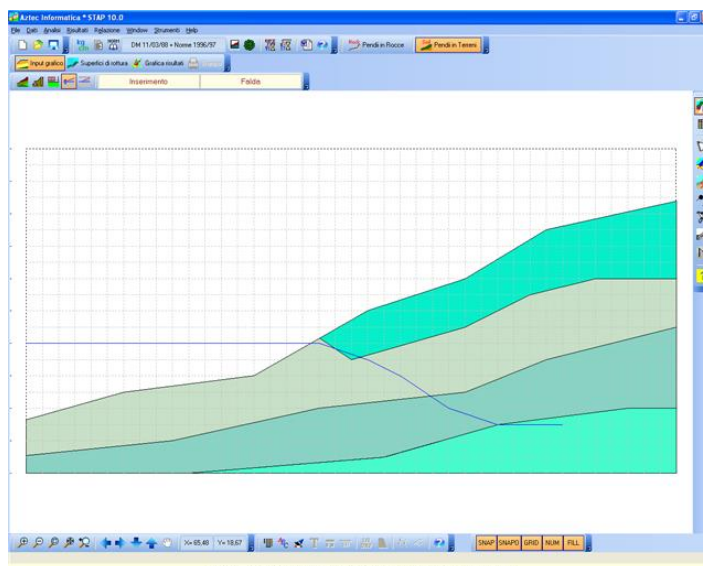 Aztec Informatica * STAP 10.0
File Dati Analisi Risultati Relazione Window Strumenti Help
DM 11/03/88 + Norme 1996/97 Pendii in Rocce Pendii in Terreni
Input grafico Superfici di rottura Grafica risultati
Inserimento Falda
X= 65,48 Y= 18,67 SNAP SNAPO GRID NUM FILL